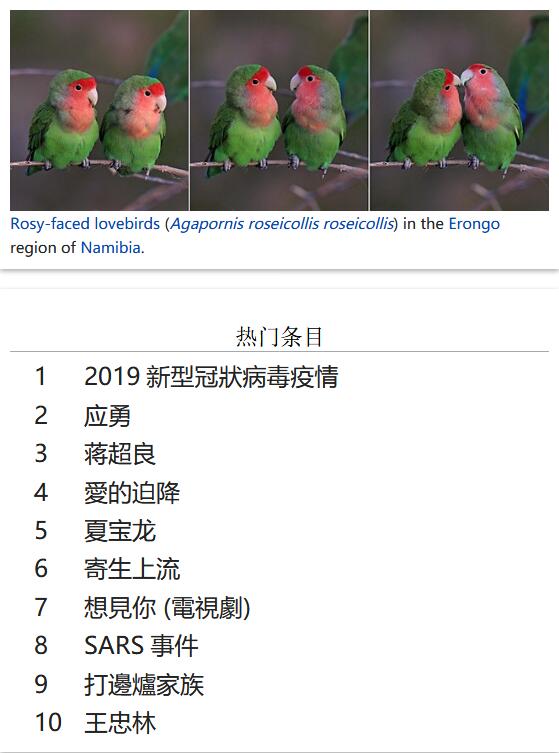 Rosy-faced lovebirds (Agapornis roseicollis roseicollis) in the Erongo
region of Namibia.
热门条目
1 2019 新型冠狀病毒疫情
2 应勇
3 蒋超良
4 愛的迫降
5 夏宝龙
6 寄生上流
7 想見你 (電視劇)
8 SARS 事件
9 打邊爐家族
10 王忠林